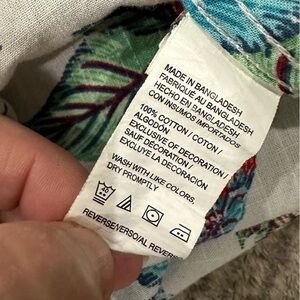 MADE IN BANGLADESH
FABRIQUÉ AU BANGLADESH
HECHO EN BANGLADESH
CON INSUMOS IMPORTADOS
100% COTTON / COTON /
ALGODÓN
EXCLUSIVE OF DECORATION /
SAUF DÉCORATION /
EXCLUYE LA DECORACIÓN
WASH WITH LIKE COLORS,
DRY PROMPTLY
REVERSE/VERSO/AL REVERSO